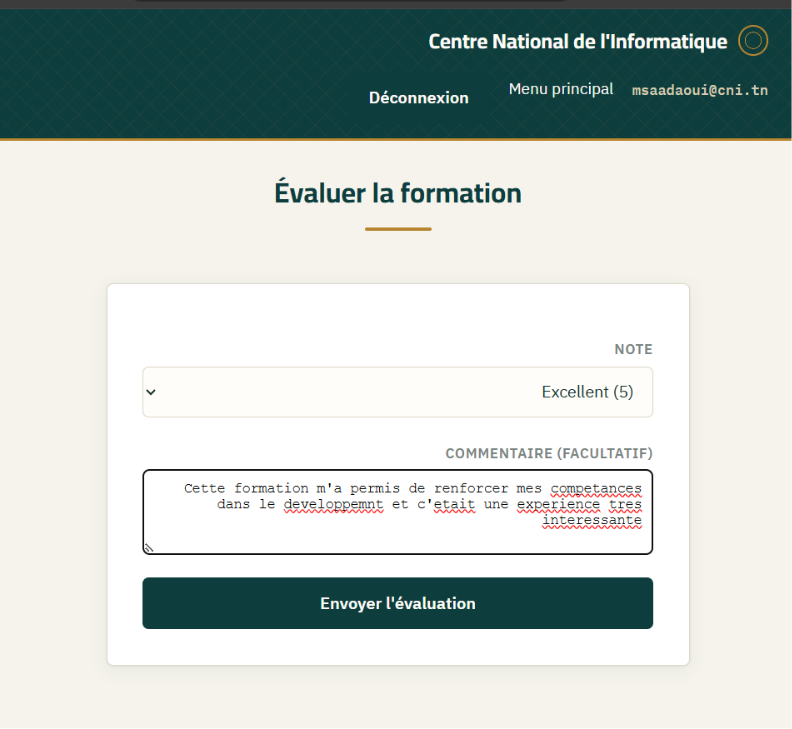 Centre National de l'Informatique
Déconnexion Menu principal msaadaoui@cni.tn
Évaluer la formation
NOTE
Excellent (5)
COMMENTAIRE (FACULTATIF)
Cette formation m'a permis de renforcer mes competances
dans le developpemnt et c'etait une experience tres
interessante
Envoyer l'évaluation